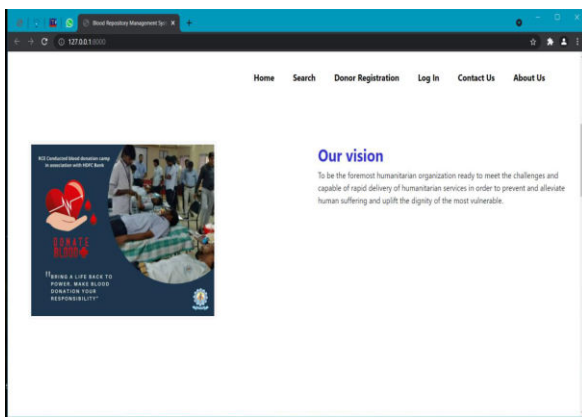 Blood Repository Management Sys
127.0.0.1:8000
Home Search Donor Registration Log In Contact Us About Us
KCE Conducted blood donation camp
in association with HDFC Bank
DONATE
BLOOD
"BRING A LIFE BACK TO
POWER. MAKE BLOOD
DONATION YOUR
RESPONSIBILITY"
Our vision
To be the foremost humanitarian organization ready to meet the challenges and
capable of rapid delivery of humanitarian services in order to prevent and alleviate
human suffering and uplift the dignity of the most vulnerable.